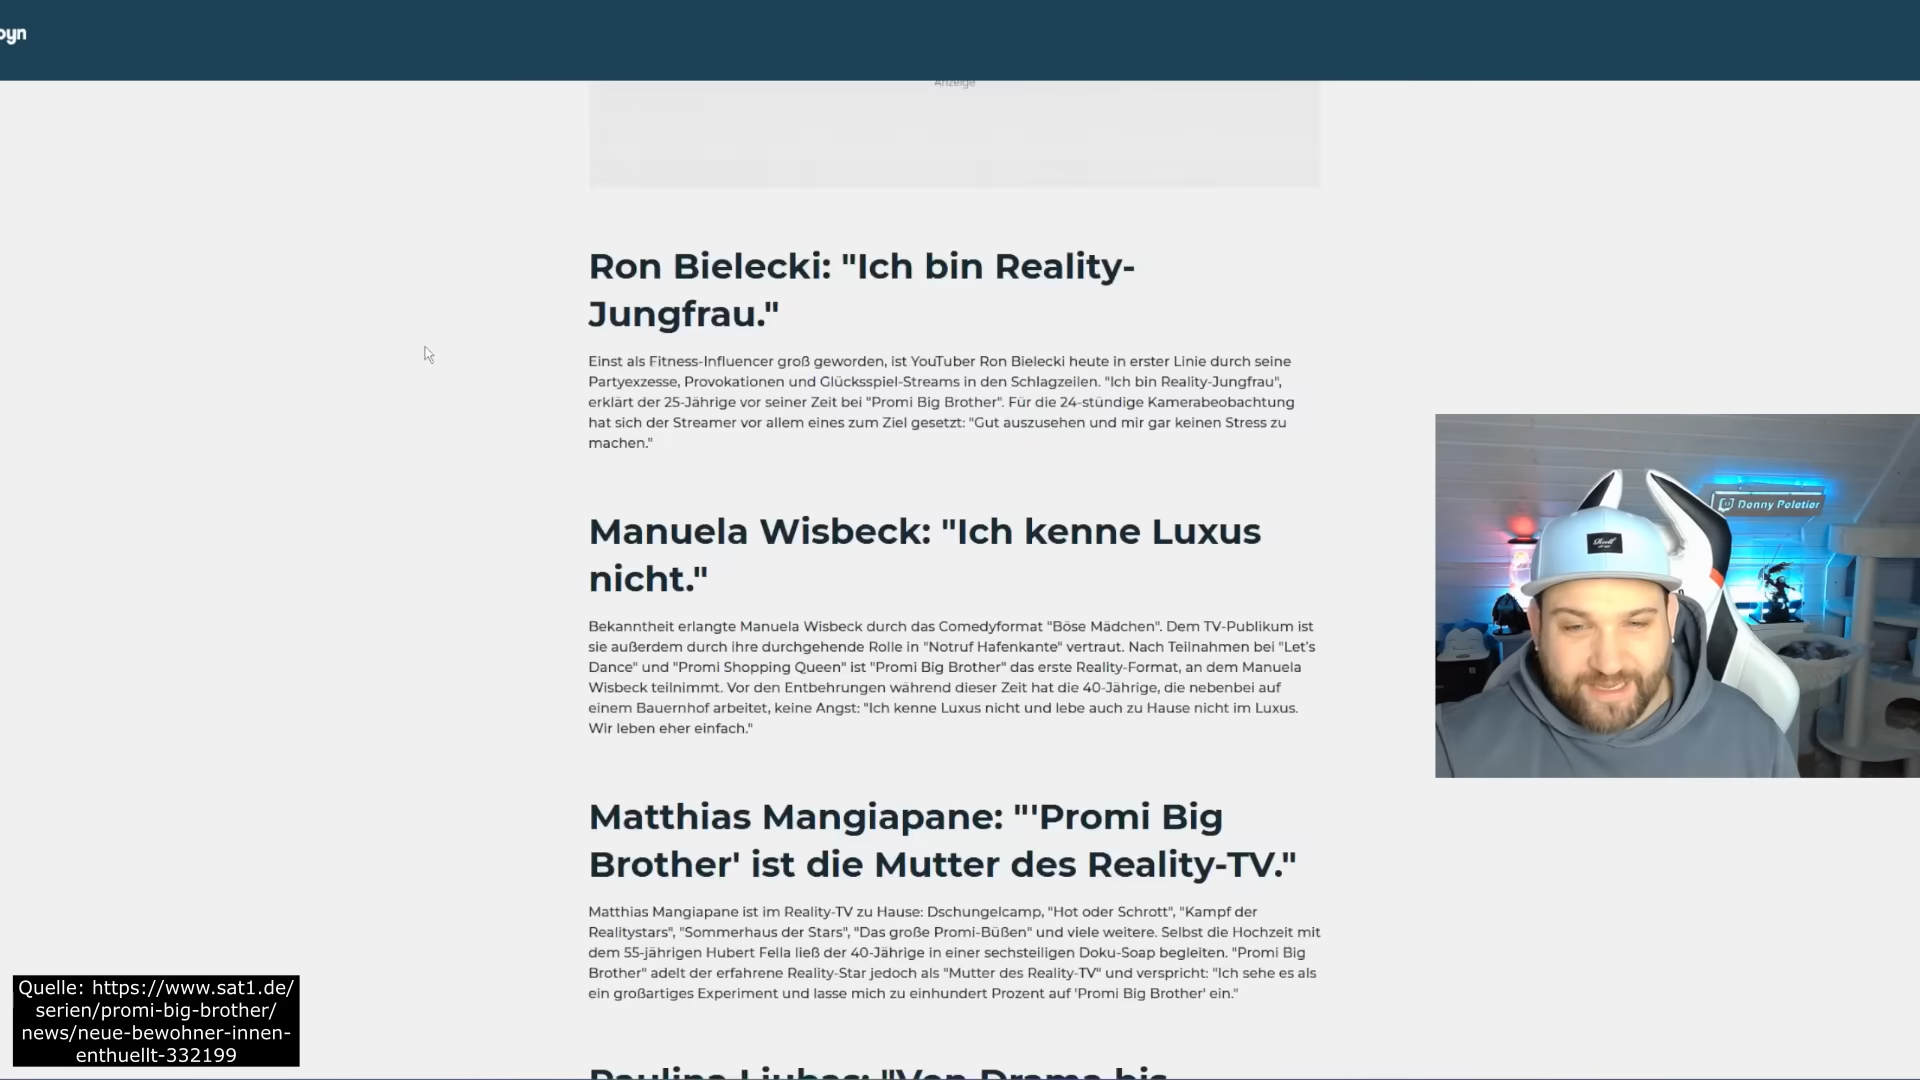 oyn
Anzeige
Ron Bielecki: "Ich bin Reality-
Jungfrau."
Einst als Fitness-Influencer groß geworden, ist YouTuber Ron Bielecki heute in erster Linie durch seine
Partyexzesse, Provokationen und Glücksspiel-Streams in den Schlagzeilen. "Ich bin Reality-Jungfrau",
erklärt der 25-Jährige vor seiner Zeit bei "Promi Big Brother". Für die 24-stündige Kamerabeobachtung
hat sich der Streamer vor allem eines zum Ziel gesetzt: "Gut auszusehen und mir gar keinen Stress zu
machen."
Manuela Wisbeck: "Ich kenne Luxus
nicht."
Bekanntheit erlangte Manuela Wisbeck durch das Comedyformat "Böse Mädchen". Dem TV-Publikum ist
sie außerdem durch ihre durchgehende Rolle in "Notruf Hafenkante" vertraut. Nach Teilnahmen bei "Let's
Dance" und "Promi Shopping Queen" ist "Promi Big Brother" das erste Reality-Format, an dem Manuela
Wisbeck teilnimmt. Vor den Entbehrungen während dieser Zeit hat die 40-Jährige, die nebenbei auf
einem Bauernhof arbeitet, keine Angst: "Ich kenne Luxus nicht und lebe auch zu Hause nicht im Luxus.
Wir leben eher einfach."
Donny Poletior
Matthias Mangiapane: "'Promi Big
Brother' ist die Mutter des Reality-TV."
Matthias Mangiapane ist im Reality-TV zu Hause: Dschungelcamp, "Hot oder Schrott", "Kampf der
Realitystars", "Sommerhaus der Stars", "Das große Promi-Büßen" und viele weitere. Selbst die Hochzeit mit
dem 55-jährigen Hubert Fella ließ der 40-Jährige in einer sechsteiligen Doku-Soap begleiten. "Promi Big
Brother" adelt der erfahrene Reality-Star jedoch als "Mutter des Reality-TV" und verspricht: "Ich sehe es als
ein großartiges Experiment und lasse mich zu einhundert Prozent auf 'Promi Big Brother' ein."
Quelle: https://www.sat1.de/
serien/promi-big-brother/
news/neue-bewohner-innen-
enthuellt-332199
Paulina Ljubas: "Von Drama bis